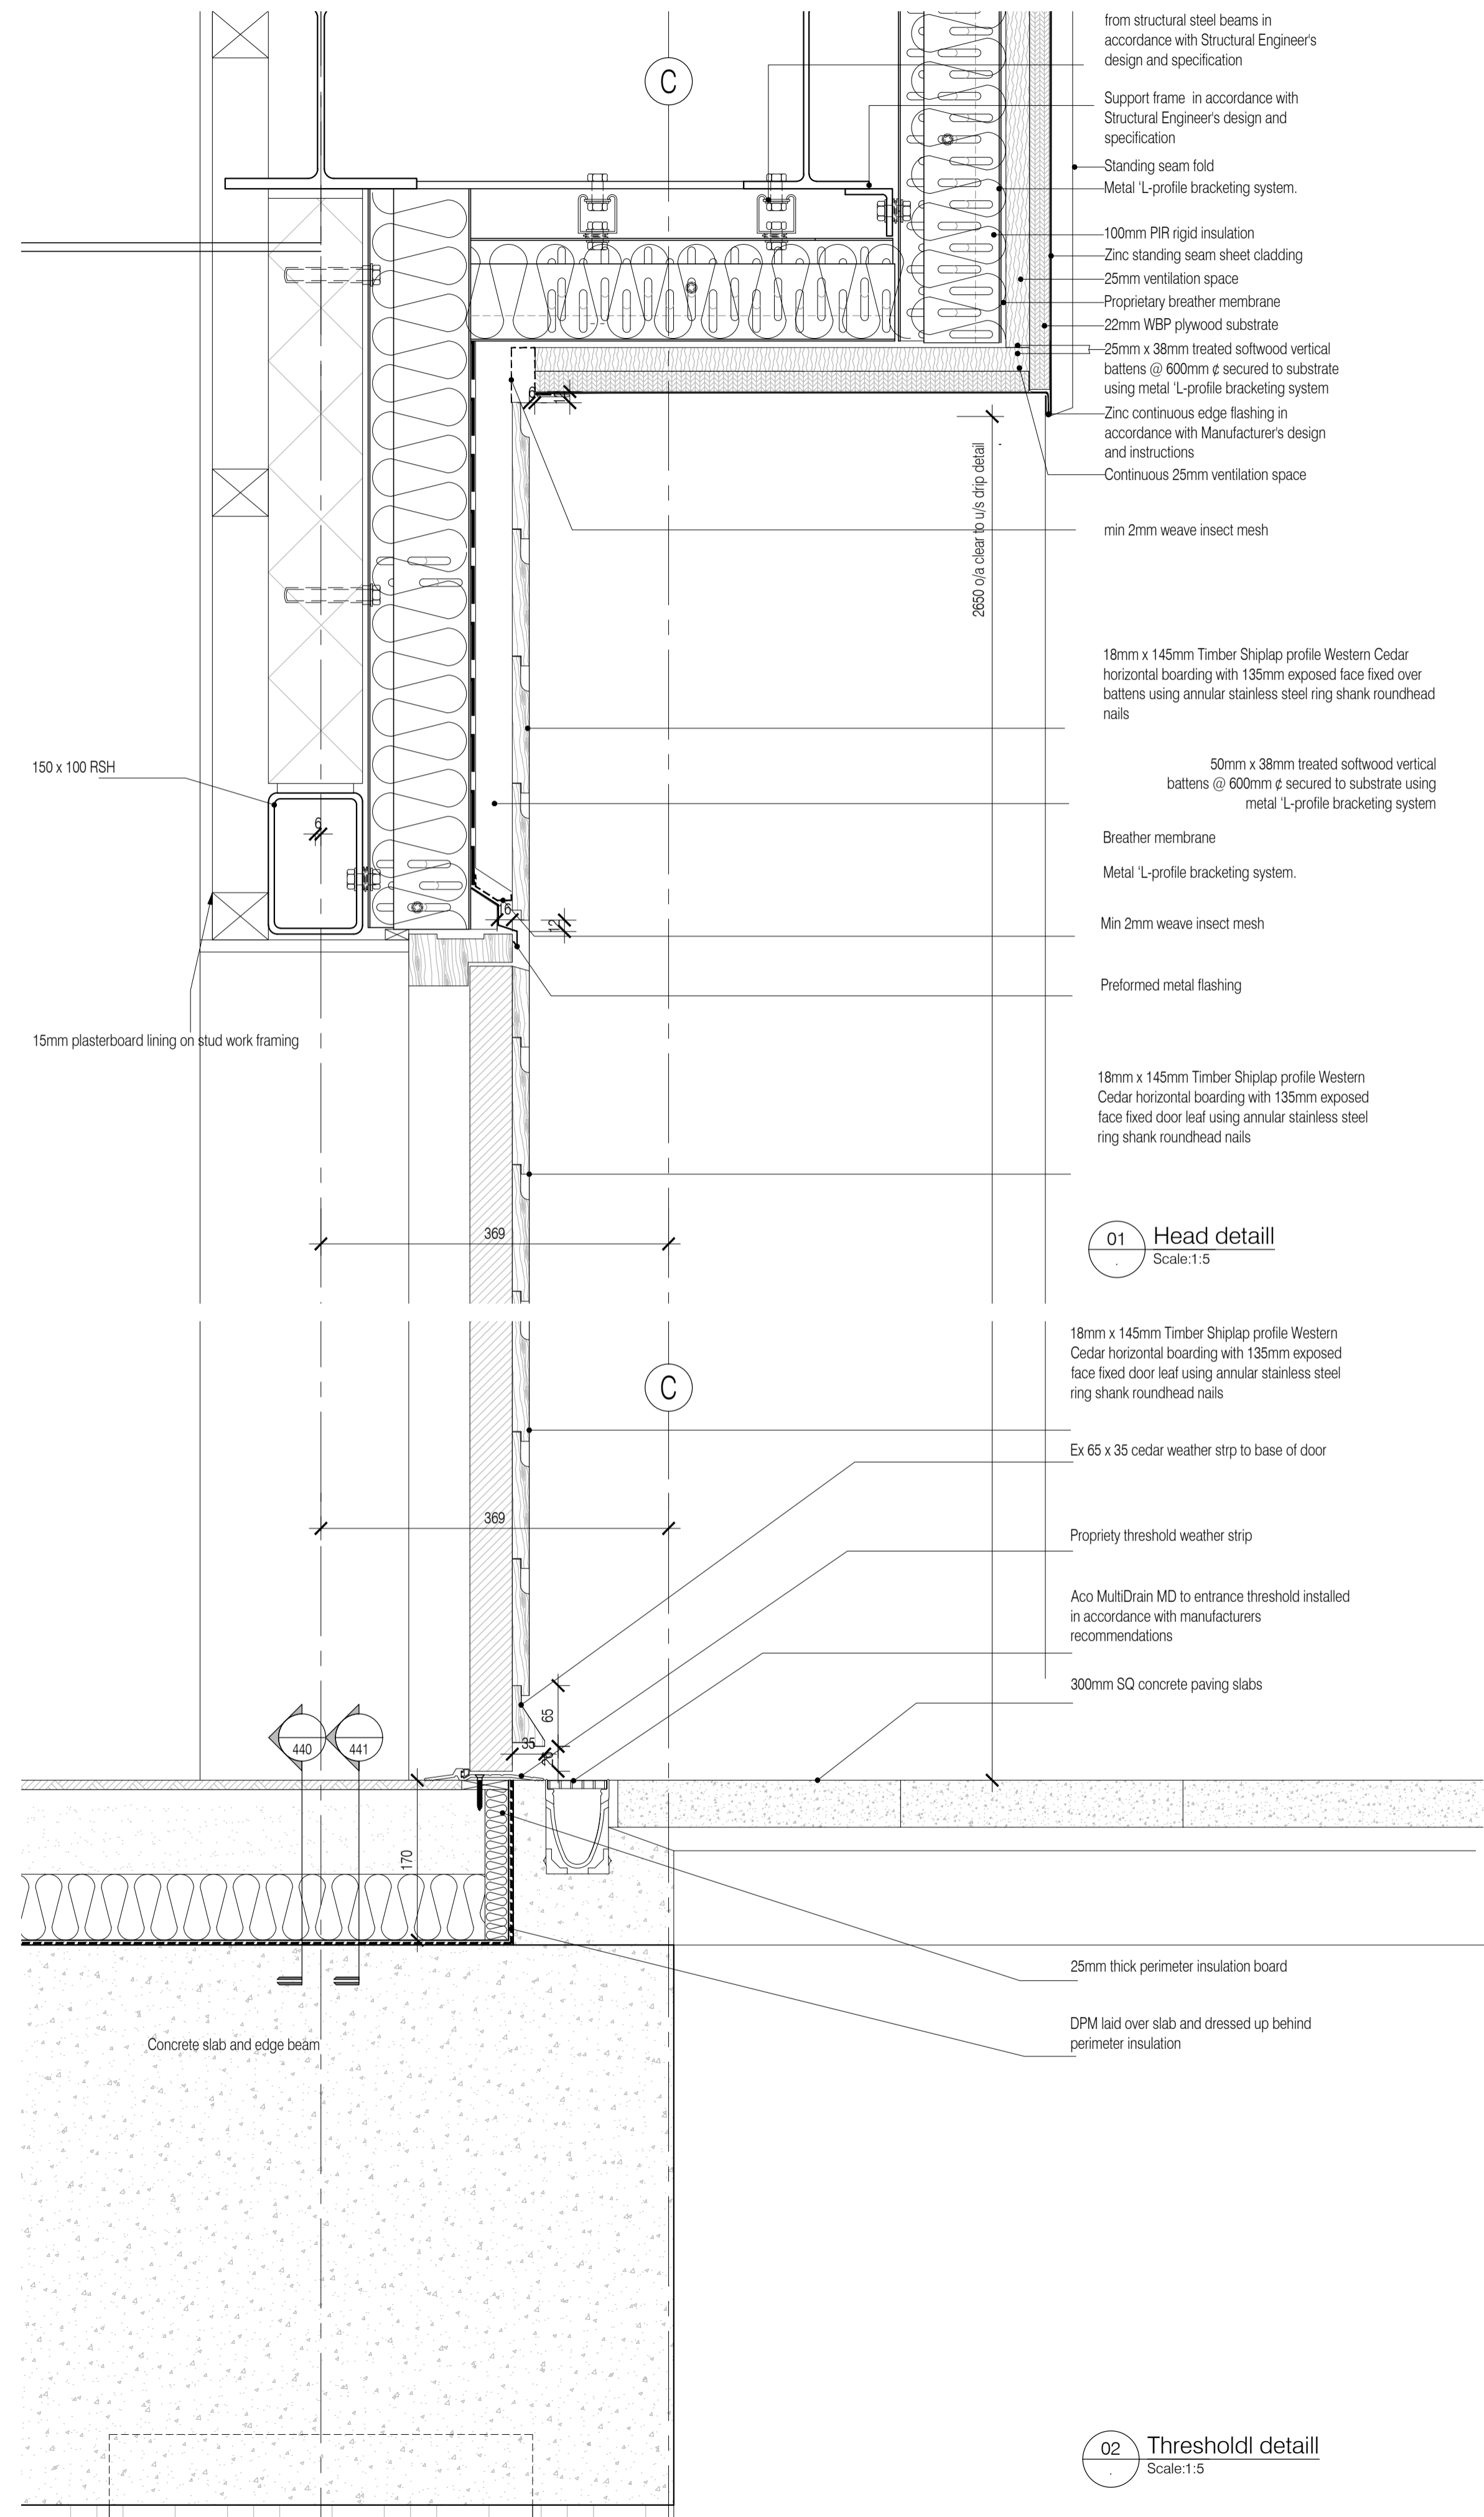 from structural steel beams in
accordance with Structural Engineer's
design and specification
C
Support frame in accordance with
Structural Engineer's design and
specification
Standing seam fold
Metal 'L-profile bracketing system.
100mm PIR rigid insulation
Zinc standing seam sheet cladding
25mm ventilation space
Proprietary breather membrane
22mm WBP plywood substrate
25mm x 38mm treated softwood vertical
battens @ 600mm ¢ secured to substrate
using metal 'L-profile bracketing system
Zinc continuous edge flashing in
accordance with Manufacturer's design
and instructions
Continuous 25mm ventilation space
2650 o/a clear to u/s drip detail
min 2mm weave insect mesh
18mm x 145mm Timber Shiplap profile Western Cedar
horizontal boarding with 135mm exposed face fixed over
battens using annular stainless steel ring shank roundhead
nails
150 x 100 RSH
6
50mm x 38mm treated softwood vertical
battens @ 600mm ¢ secured to substrate using
metal 'L-profile bracketing system
Breather membrane
Metal 'L-profile bracketing system.
12
Min 2mm weave insect mesh
Preformed metal flashing
15mm plasterboard lining on stud work framing
18mm x 145mm Timber Shiplap profile Western
Cedar horizontal boarding with 135mm exposed
face fixed door leaf using annular stainless steel
ring shank roundhead nails
369
01
Head detaill
Scale:1:5
18mm x 145mm Timber Shiplap profile Western
Cedar horizontal boarding with 135mm exposed
face fixed door leaf using annular stainless steel
ring shank roundhead nails
C
Ex 65 x 35 cedar weather strp to base of door
369
Propriety threshold weather strip
Aco MultiDrain MD to entrance threshold installed
in accordance with manufacturers
recommendations
300mm SQ concrete paving slabs
65
35
440
441
170
25mm thick perimeter insulation board
DPM laid over slab and dressed up behind
perimeter insulation
Concrete slab and edge beam
02
Thresholdl detaill
Scale:1:5